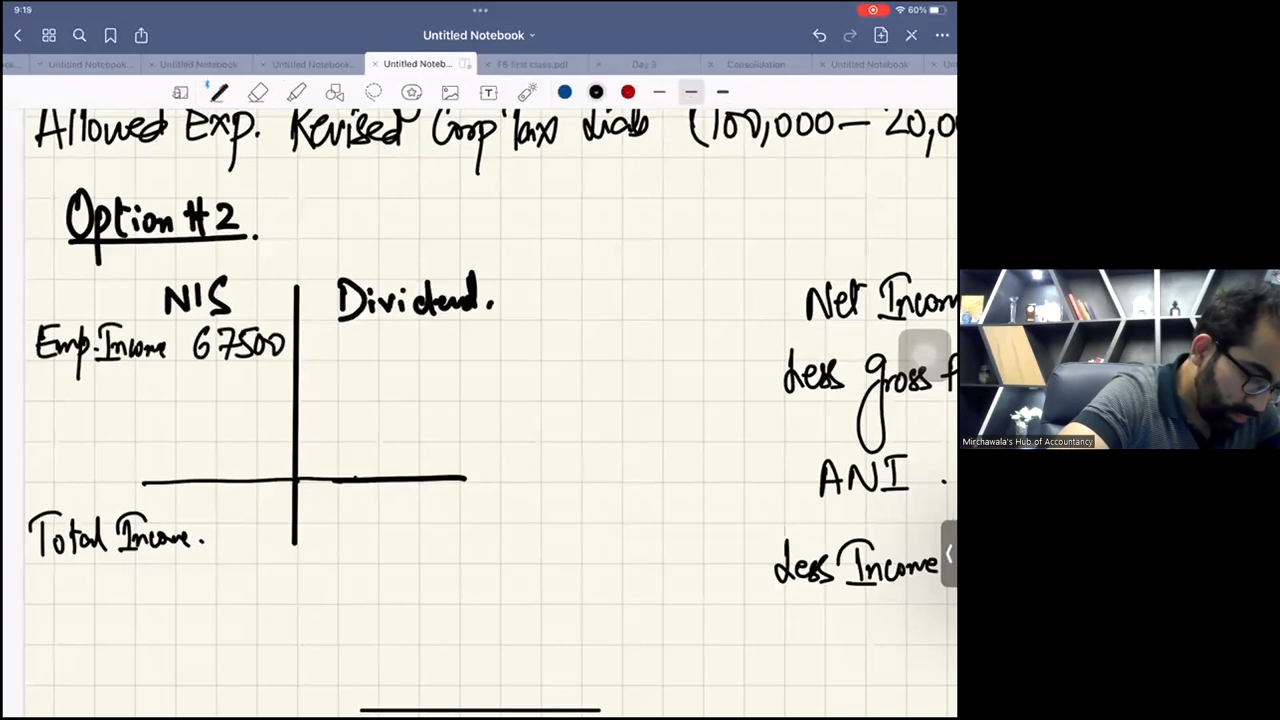 9:19
60%
Untitled Notebook
Untitled Notebook...
Untitled Notebook
Untitled Notebook
Untitled Noteb...
F6 first class.pdf
Day 3
Consolidation
Untitled Notebook
Allowed Exp. Revised Corp Tax Liab (100,000 - 20,0
Option #2.
NIS
Dividend.
Emp. Income 67500
Total Income.
Net Incom
Less gross
ANI.
Less Income
Mirchawala's Hub of Accountancy